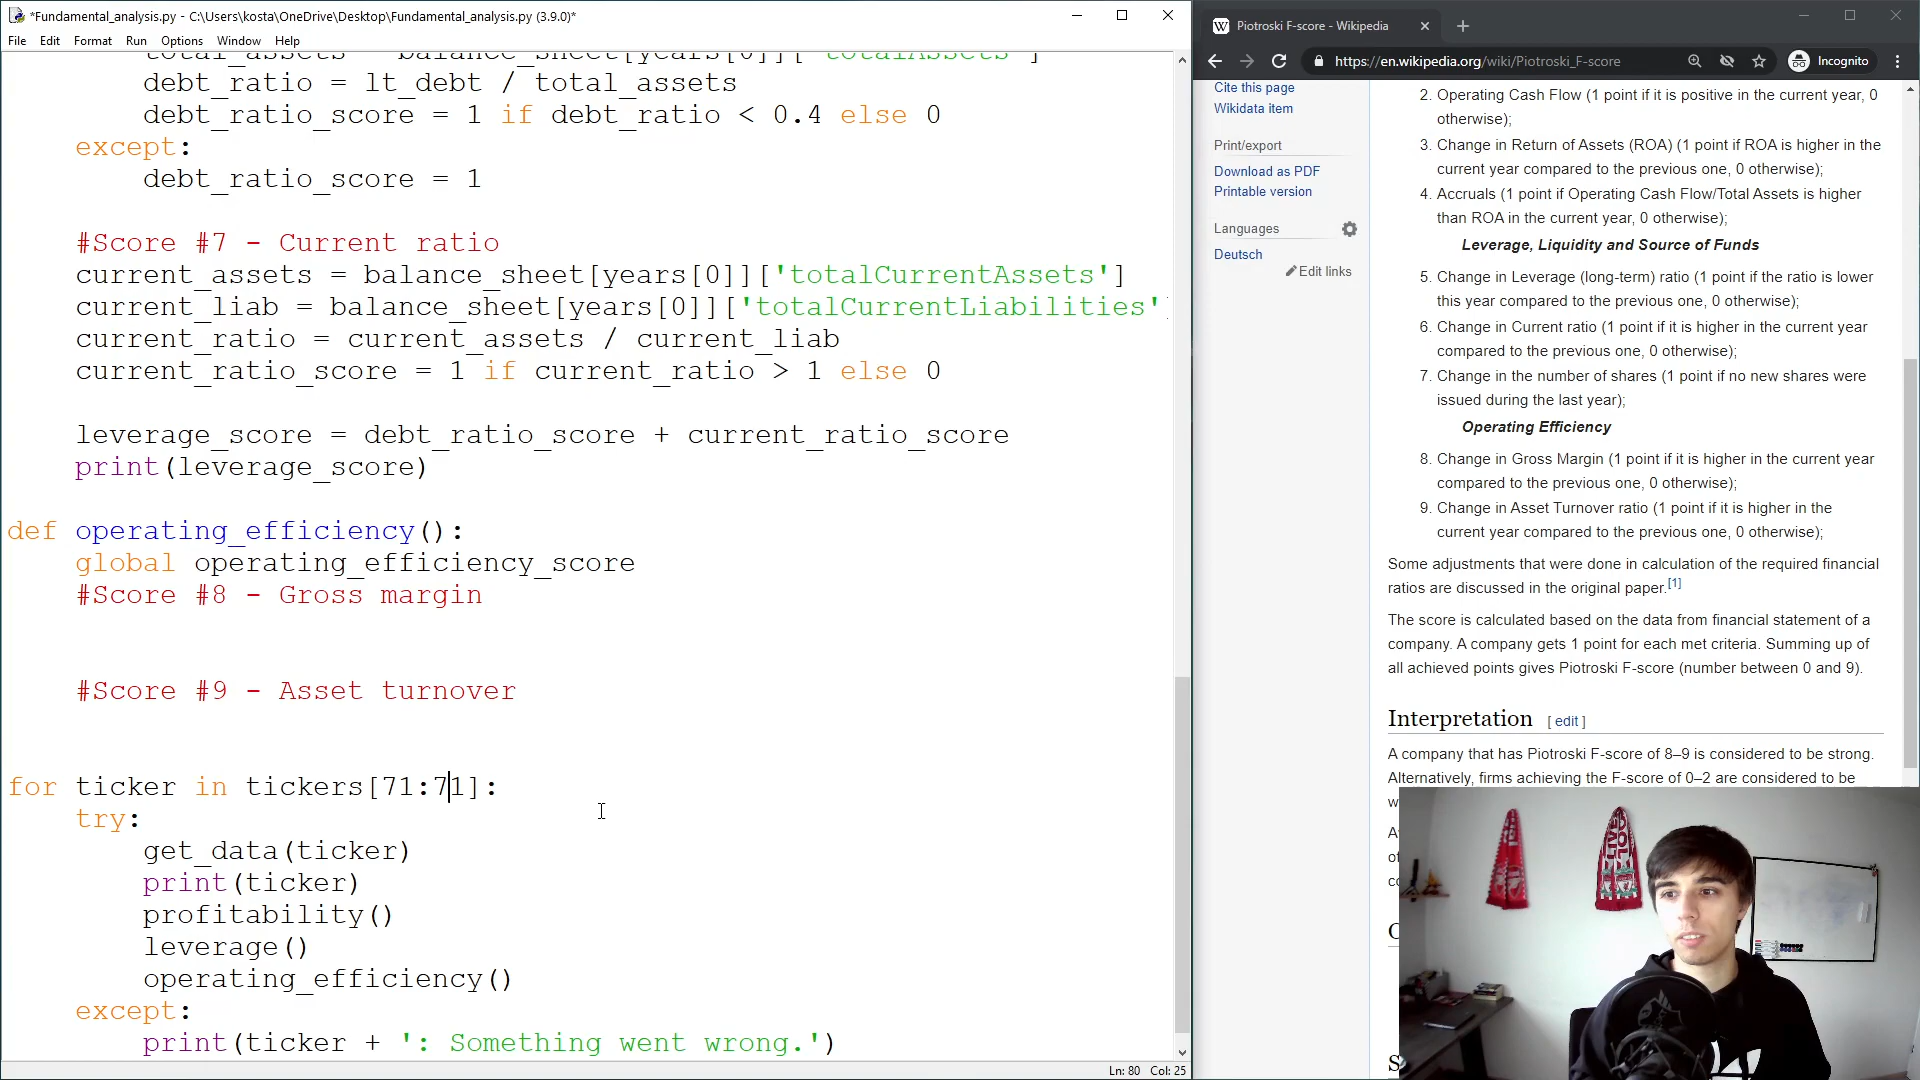 *Fundamental_analysis.py - C:\Users\kosta\OneDrive\Desktop\Fundamental_analysis.py (3.9.0)*
File Edit Format Run Options Window Help
total_assets = balance_sheet[years[0]]['totalAssets']
debt_ratio = lt_debt / total_assets
debt_ratio_score = 1 if debt_ratio < 0.4 else 0
except:
debt_ratio_score = 1
#Score #7 - Current ratio
current_assets = balance_sheet[years[0]]['totalCurrentAssets']
current_liab = balance_sheet[years[0]]['totalCurrentLiabilities']
current_ratio = current_assets / current_liab
current_ratio_score = 1 if current_ratio > 1 else 0
leverage_score = debt_ratio_score + current_ratio_score
print(leverage_score)
def operating_efficiency():
global operating_efficiency_score
#Score #8 - Gross margin
#Score #9 - Asset turnover
for ticker in tickers[71:71]:
try:
get_data(ticker)
print(ticker)
profitability()
leverage()
operating_efficiency()
except:
print(ticker + ': Something went wrong.')
Ln: 80 Col: 25
Piotroski F-score - Wikipedia
https://en.wikipedia.org/wiki/Piotroski_F-score
Incognito
Cite this page
Wikidata item
Print/export
Download as PDF
Printable version
Languages
Deutsch
Edit links
2. Operating Cash Flow (1 point if it is positive in the current year, 0
otherwise);
3. Change in Return of Assets (ROA) (1 point if ROA is higher in the
current year compared to the previous one, 0 otherwise);
4. Accruals (1 point if Operating Cash Flow/Total Assets is higher
than ROA in the current year, 0 otherwise);
Leverage, Liquidity and Source of Funds
5. Change in Leverage (long-term) ratio (1 point if the ratio is lower
this year compared to the previous one, 0 otherwise);
6. Change in Current ratio (1 point if it is higher in the current year
compared to the previous one, 0 otherwise);
7. Change in the number of shares (1 point if no new shares were
issued during the last year);
Operating Efficiency
8. Change in Gross Margin (1 point if it is higher in the current year
compared to the previous one, 0 otherwise);
9. Change in Asset Turnover ratio (1 point if it is higher in the
current year compared to the previous one, 0 otherwise);
Some adjustments that were done in calculation of the required financial
ratios are discussed in the original paper.[1]
The score is calculated based on the data from financial statement of a
company. A company gets 1 point for each met criteria. Summing up of
all achieved points gives Piotroski F-score (number between 0 and 9).
Interpretation [ edit ]
A company that has Piotroski F-score of 8–9 is considered to be strong.
Alternatively, firms achieving the F-score of 0–2 are considered to be